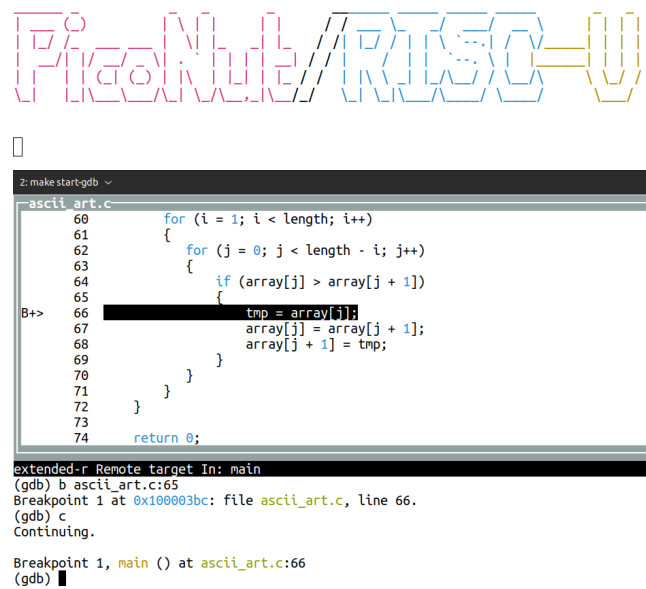 PicoNut/RISC-V
2: make start-gdb
ascii_art.c
60 for (i = 1; i < length; i++)
61 {
62 for (j = 0; j < length - i; j++)
63 {
64 if (array[j] > array[j + 1])
65 {
B+> 66 tmp = array[j];
67 array[j] = array[j + 1];
68 array[j + 1] = tmp;
69 }
70 }
71 }
72 }
73
74 return 0;
extended-r Remote target In: main
(gdb) b ascii_art.c:65
Breakpoint 1 at 0x100003bc: file ascii_art.c, line 66.
(gdb) c
Continuing.
Breakpoint 1, main () at ascii_art.c:66
(gdb)